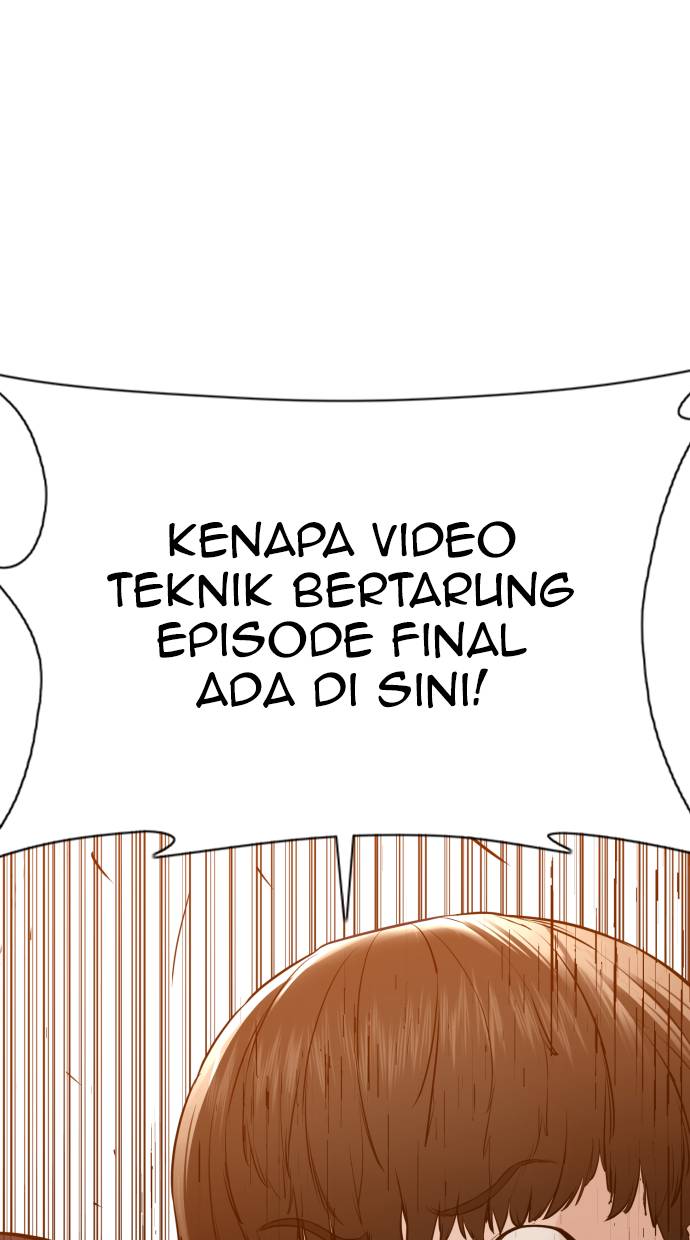 KENAPA VIDEO
TEKNIK BERTARUNG
EPISODE FINAL
ADA DI SINI!